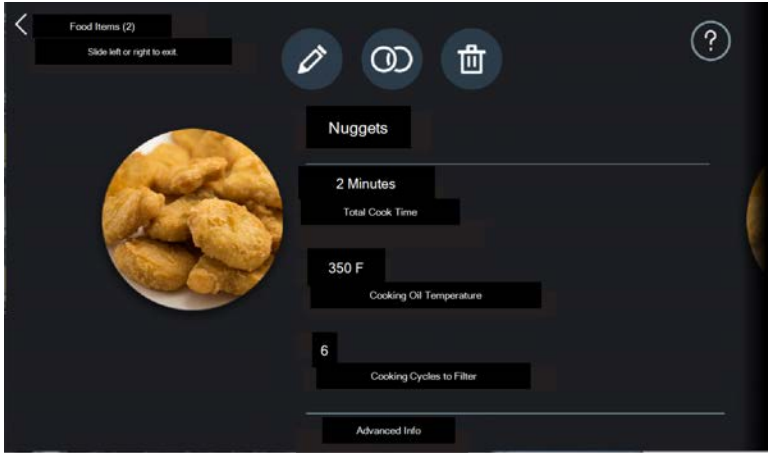 Food Items (2)
Slide left or right to exit.
?
Nuggets
2 Minutes
Total Cook Time
350 F
Cooking Oil Temperature
6
Cooking Cycles to Filter
Advanced Info